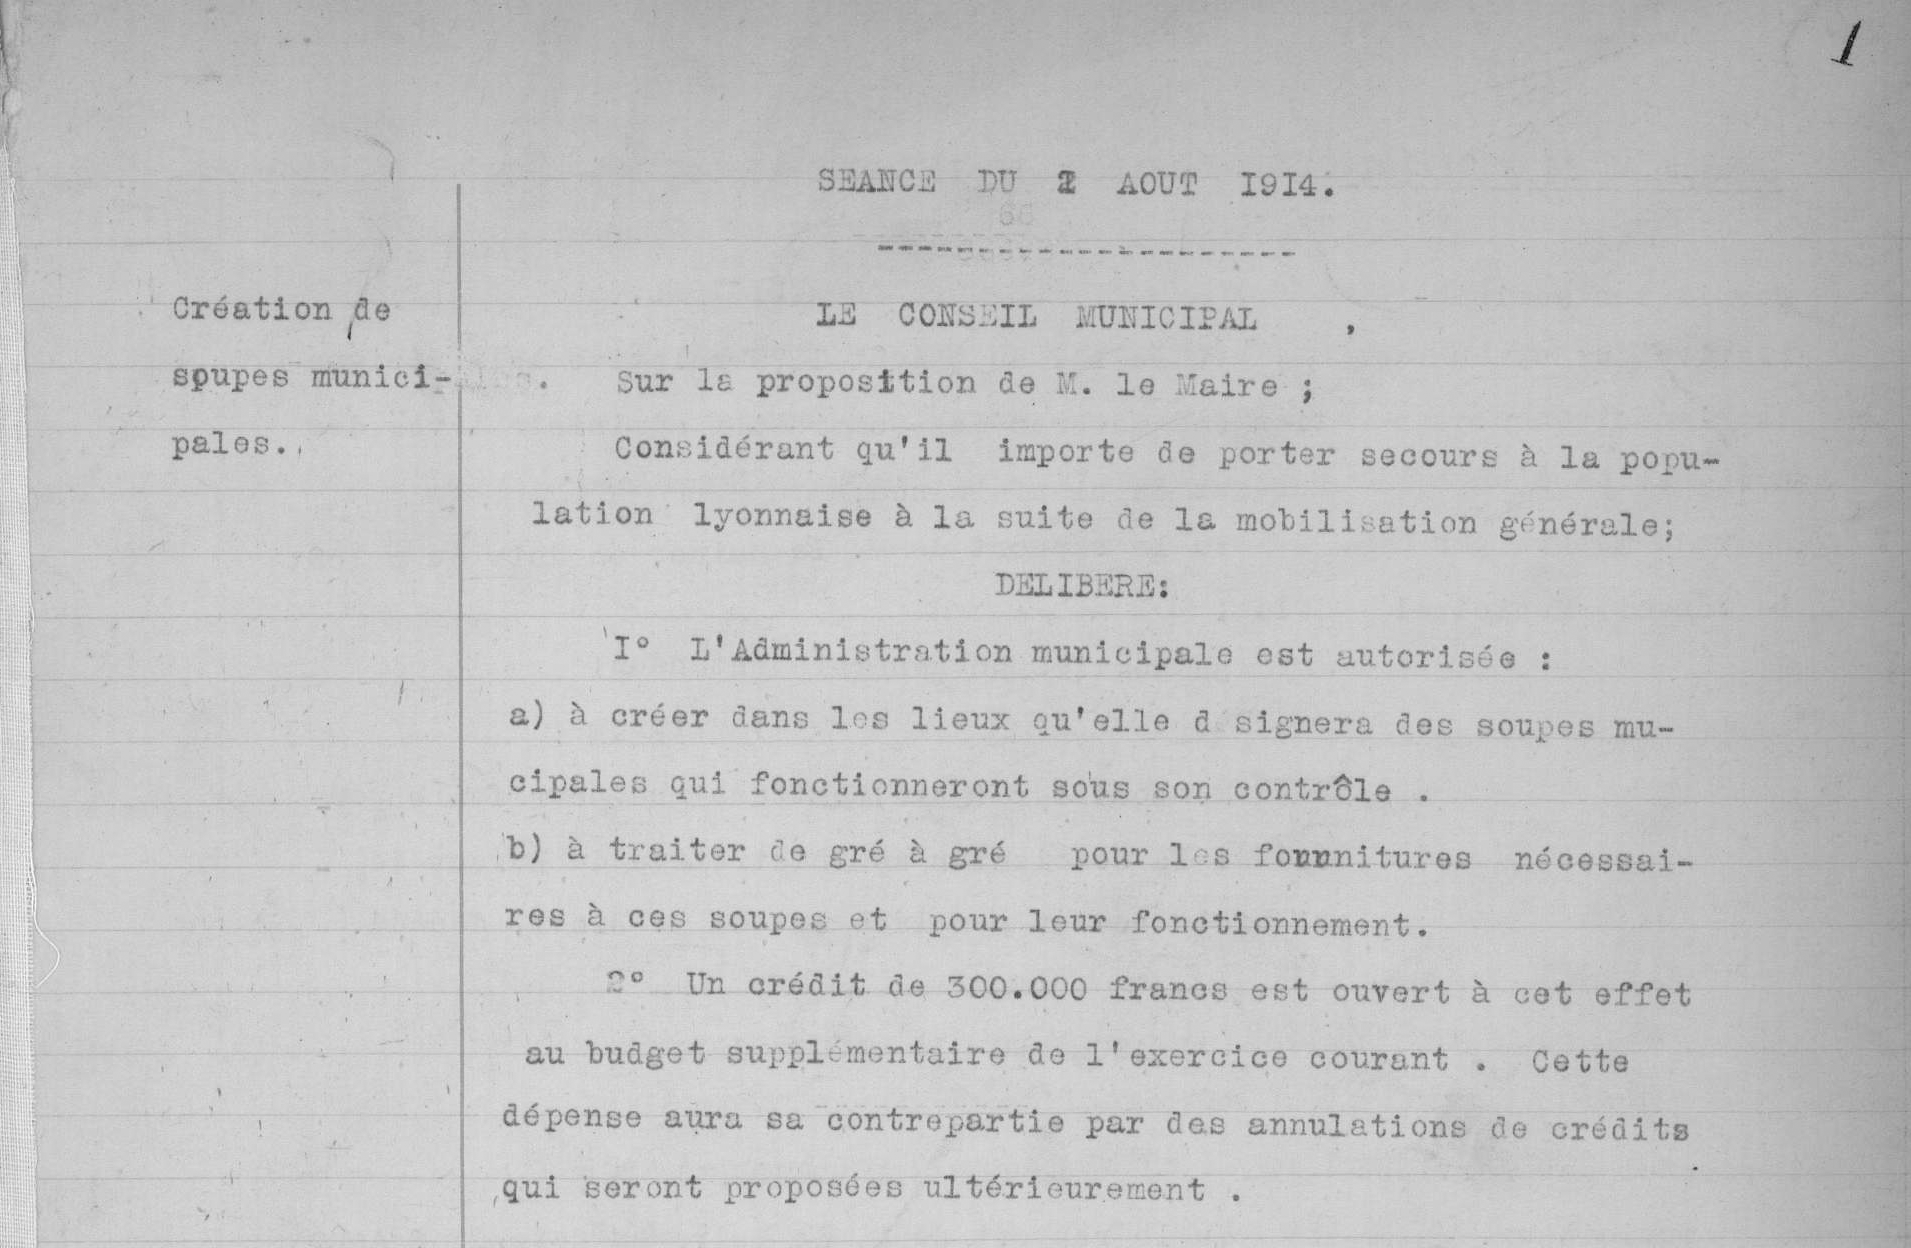 1
SEANCE DU 2 AOUT 1914.
Création de
soupes munici-
pales.
LE CONSEIL MUNICIPAL ,
Sur la proposition de M. le Maire ;
Considérant qu'il importe de porter secours à la popu-
lation lyonnaise à la suite de la mobilisation générale;
DELIBERE:
I° L'Administration municipale est autorisée :
a) à créer dans les lieux qu'elle d signera des soupes mu-
cipales qui fonctionneront sous son contrôle .
b) à traiter de gré à gré pour les fournitures nécessai-
res à ces soupes et pour leur fonctionnement.
2° Un crédit de 300.000 francs est ouvert à cet effet
au budget supplémentaire de l'exercice courant . Cette
dépense aura sa contrepartie par des annulations de crédits
qui seront proposées ultérieurement .